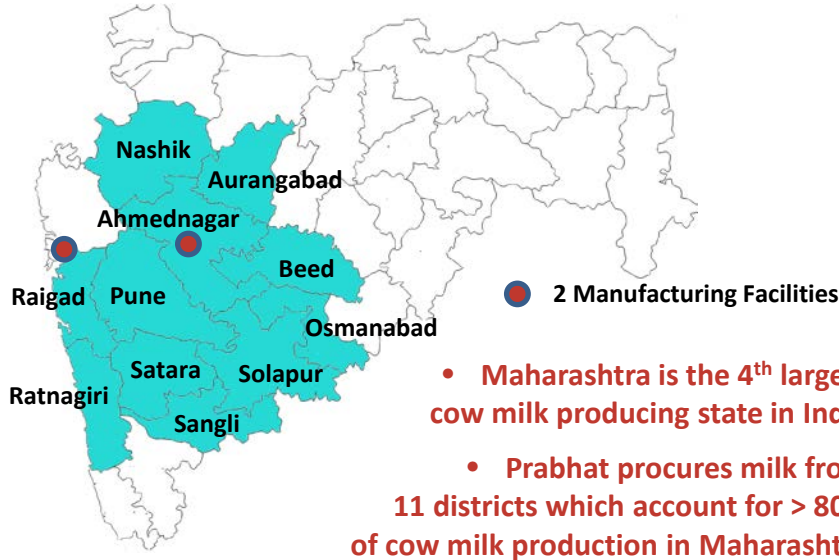 Nashik
Aurangabad
Ahmednagar
Beed
Raigad
Pune
2 Manufacturing Facilities
Osmanabad
Satara
Solapur
Ratnagiri
Sangli
• Maharashtra is the 4th large
cow milk producing state in Ind
• Prabhat procures milk fro
11 districts which account for > 80
of cow milk production in Maharasht